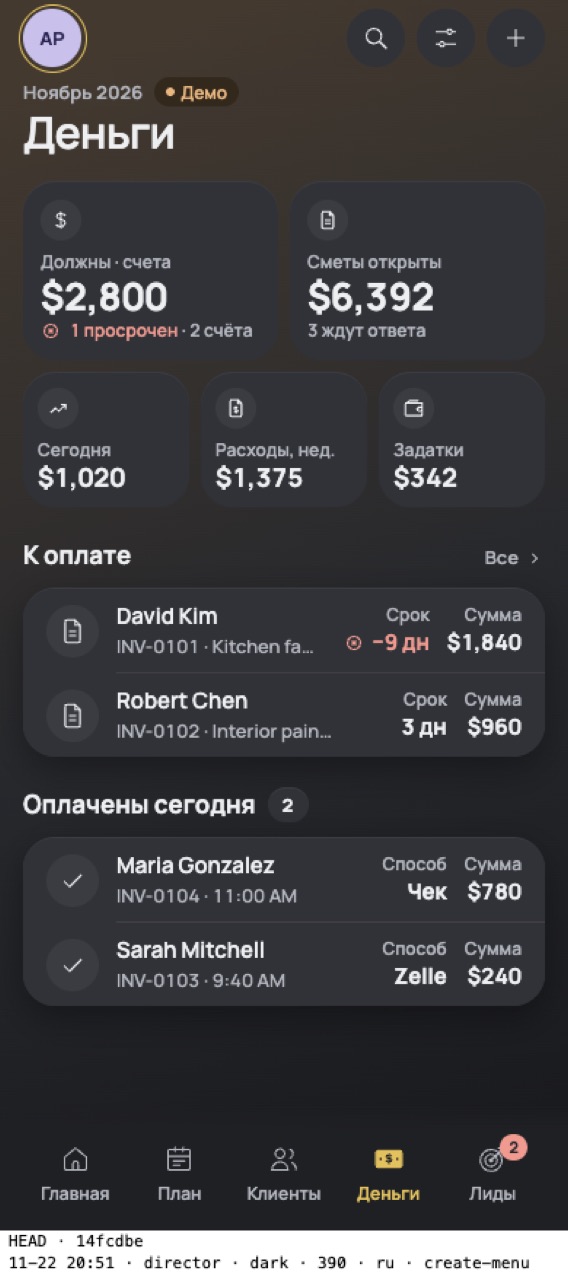 AP
Ноябрь 2026 Демо
Деньги
$
Должны · счета
$2,800
1 просрочен · 2 счёта
Сметы открыты
$6,392
3 ждут ответа
Сегодня
$1,020
Расходы, нед.
$1,375
Задатки
$342
К оплате
Все
David Kim
INV-0101 · Kitchen fa...
Срок Сумма
−9 дн $1,840
Robert Chen
INV-0102 · Interior pain...
Срок Сумма
3 дн $960
Оплачены сегодня 2
Maria Gonzalez
INV-0104 · 11:00 AM
Способ Сумма
Чек $780
Sarah Mitchell
INV-0103 · 9:40 AM
Способ Сумма
Zelle $240
2
Главная План Клиенты Деньги Лиды
HEAD · 14fcdbe
11-22 20:51 · director · dark · 390 · ru · create-menu